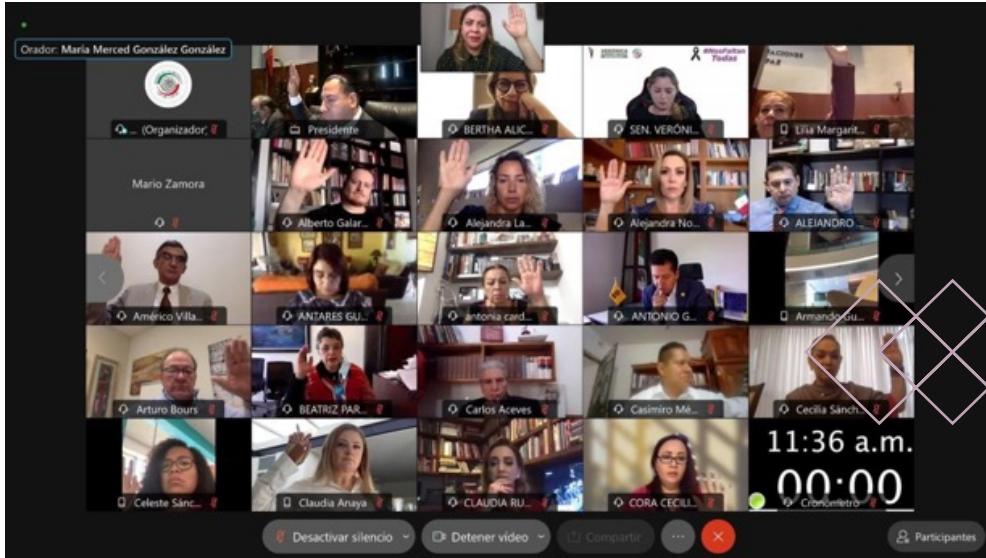 Orador: María Merced González González
... (Organizador,
Presidente
BERTHA ALIC...
SEN. VERÓNI...
#NosFaltan
Todas
Lilia Margarit...
Mario Zamora
Alberto Galar...
Alejandra La...
Alejandra No...
ALEJANDRO
Américo Villa...
ANTARES GU...
antonia card...
ANTONIO G...
Armando Gu...
Arturo Bours
BEATRIZ PAR...
Carlos Aceves
Casimiro Mé...
Cecilia Sánch...
Celeste Sánc...
Claudia Anaya
CLAUDIA RU...
CORA CECILI...
11:36 a.m.
00:00
Cronómetro
Desactivar silencio
Detener vídeo
Compartir
Participantes